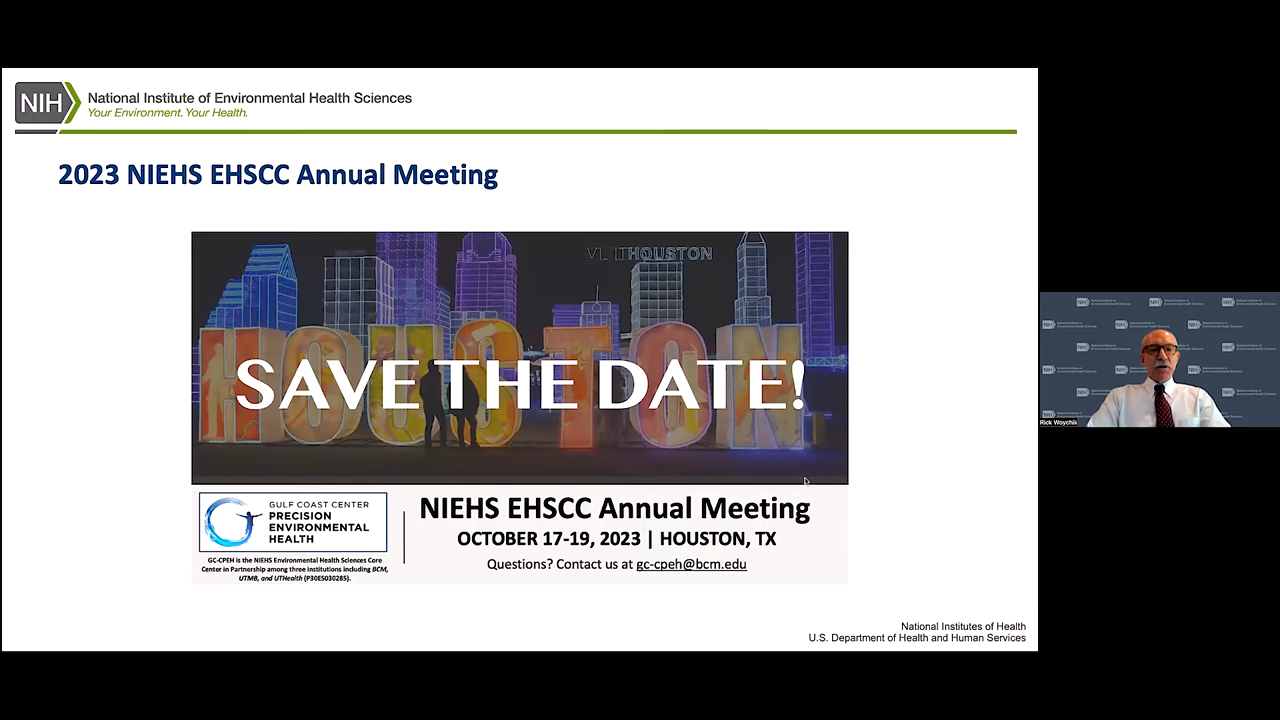 NIH
National Institute of Environmental Health Sciences
Your Environment. Your Health.
2023 NIEHS EHSCC Annual Meeting
HOUSTON
HOUSTON
SAVE THE DATE!
GULF COAST CENTER
PRECISION
ENVIRONMENTAL
HEALTH
GC-CPEH is the NIEHS Environmental Health Sciences Core
Center in Partnership among three institutions including BCM,
UTMB, and UTHealth (P30ES030285).
NIEHS EHSCC Annual Meeting
OCTOBER 17-19, 2023 | HOUSTON, TX
Questions? Contact us at gc-cpeh@bcm.edu
National Institutes of Health
U.S. Department of Health and Human Services
Rick Woychik